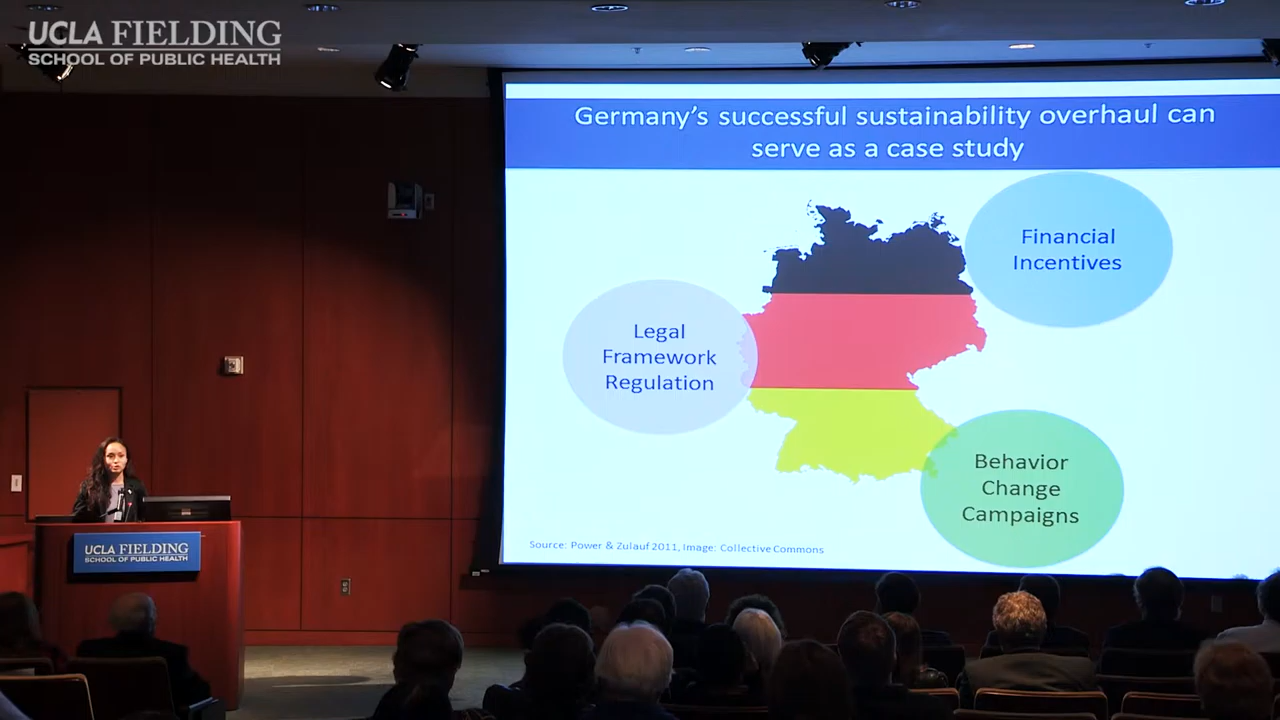 UCLA FIELDING
SCHOOL OF PUBLIC HEALTH
Germany's successful sustainability overhaul can
serve as a case study
Financial
Incentives
Legal
Framework
Regulation
Behavior
Change
Campaigns
Source: Power & Zulauf 2011, Image: Collective Commons
UCLA FIELDING
SCHOOL OF PUBLIC HEALTH